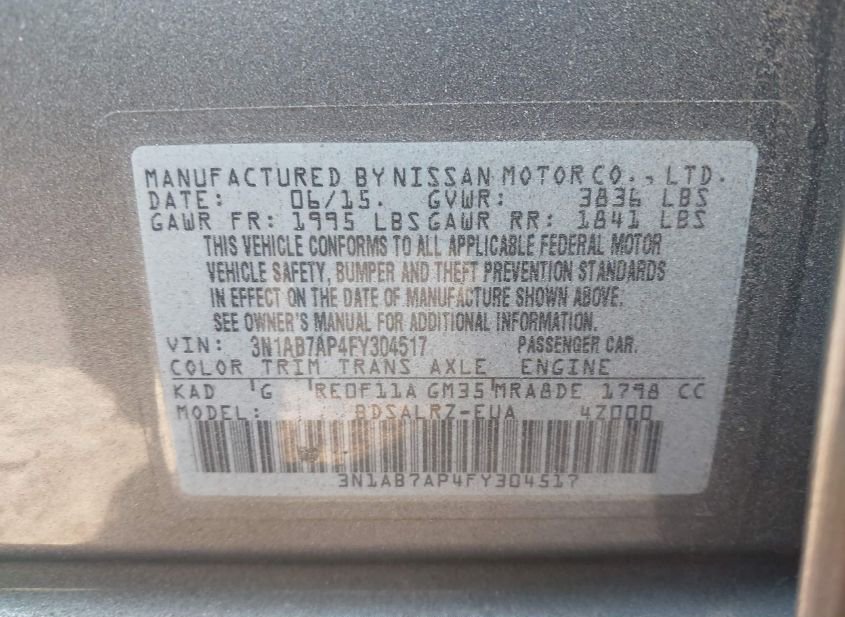 MANUFACTURED BY NISSAN MOTOR CO., LTD.
DATE: 06/15. GVWR: 3836 LBS
GAWR FR: 1995 LBS GAWR RR: 1841 LBS
THIS VEHICLE CONFORMS TO ALL APPLICABLE FEDERAL MOTOR
VEHICLE SAFETY, BUMPER AND THEFT PREVENTION STANDARDS
IN EFFECT ON THE DATE OF MANUFACTURE SHOWN ABOVE.
SEE OWNER'S MANUAL FOR ADDITIONAL INFORMATION.
VIN: 3N1AB7AP4FY304517 PASSENGER CAR.
COLOR TRIM TRANS AXLE ENGINE
KAD G RE0F11A GM35 MRA8DE 1798 CC
MODEL: BDSALRZ-EUA 4Z000
3N1AB7AP4FY304517